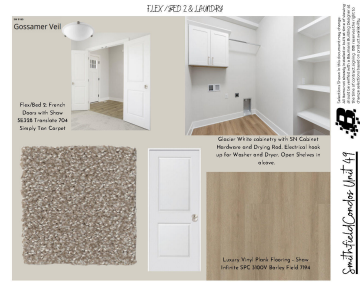 FLEX/BED 2 & LAUNDRY
Gossamer Veil
Flex/Bed 2: French
Doors with Shaw
5E338 Translate 704
Simply Tan Carpet
Glacier White cabinetry with SN Cabinet
Hardware and Drying Rod. Electrical hook
up for Washer and Dryer. Open Shelves in
alcove.
Luxury Vinyl Plank Flooring - Shaw
Infinite SPC 3100V Barley Field 7196
Smithfield Condos Unit 49